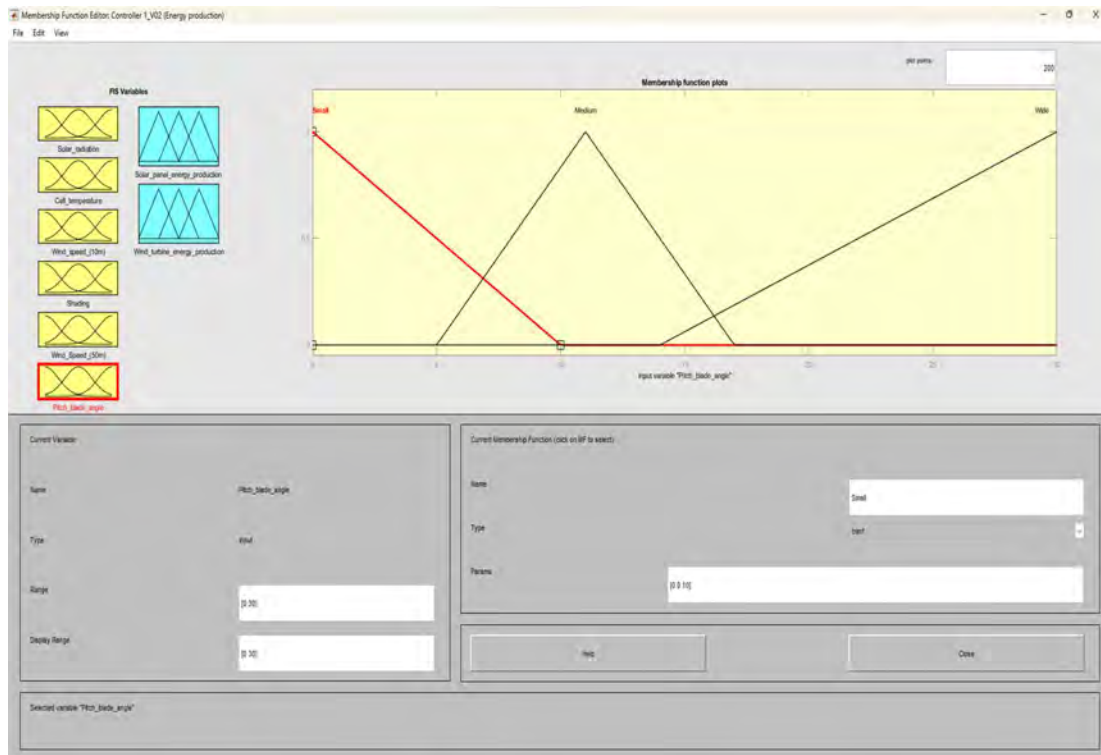 Membership Function Editor: Controller 1_V02 (Energy production)
File Edit View
plot points:
200
FIS Variables
Membership function plots
Small
Medium
Wide
Solar_radiation
Solar_panel_energy_production
Cell_temperature
Wind_speed_(10m)
Wind_turbine_energy_production
Shading
Wind_Speed_(50m)
Pitch_blade_angle
0.5
input variable "Pitch_blade_angle"
Current Variable
Name
Pitch_blade_angle
Type
input
Range
[0 30]
Display Range
[0 30]
Current Membership Function (click on MF to select)
Name
Small
Type
trimf
Params
[0 0 10]
Help
Close
Selected variable "Pitch_blade_angle"